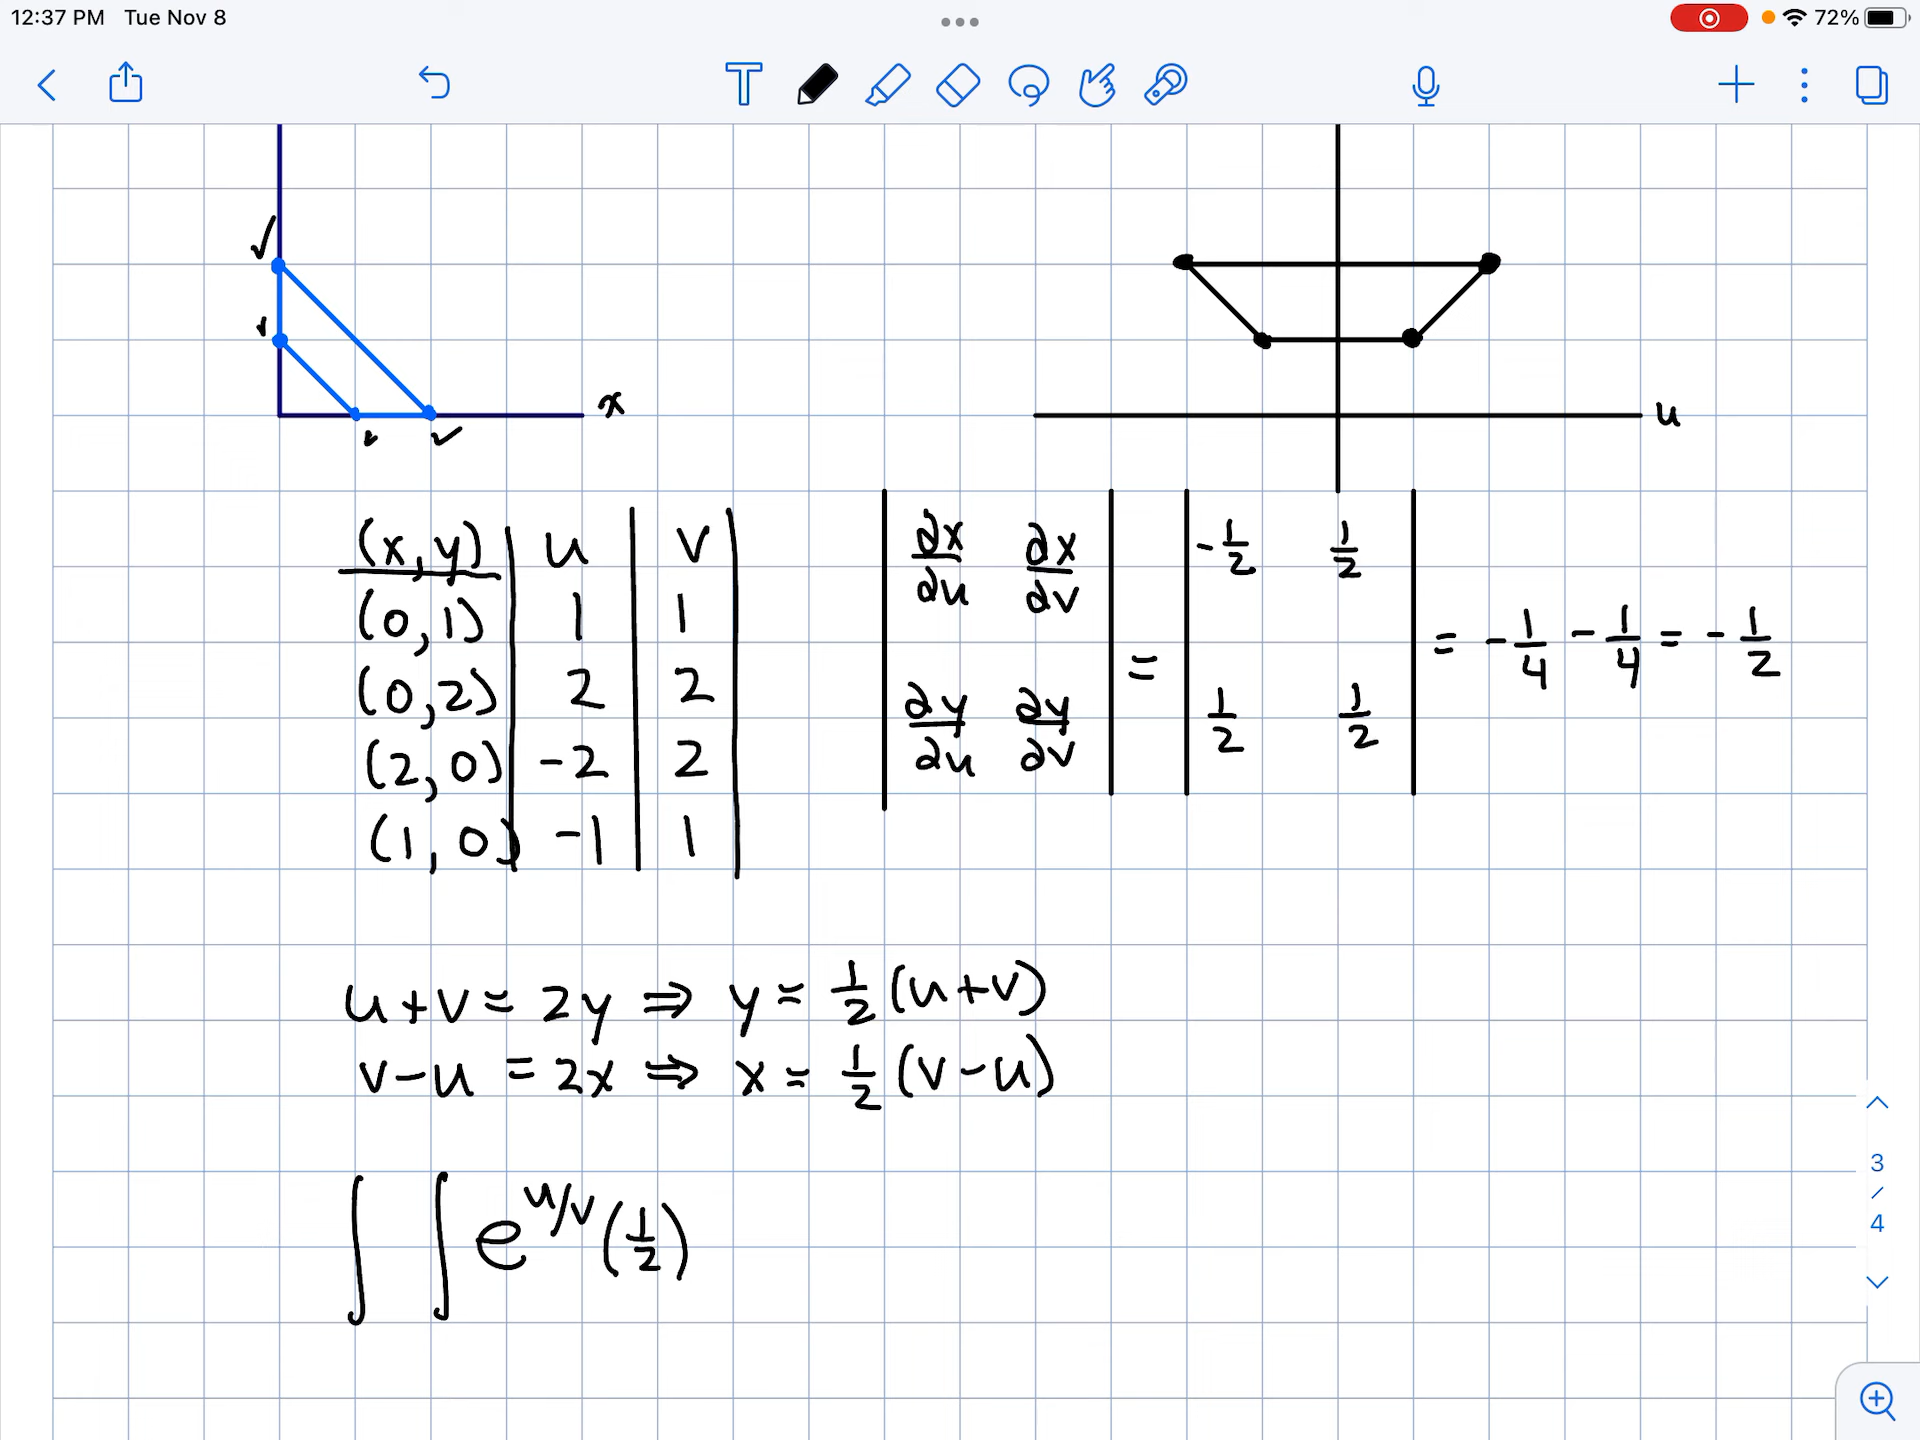 12:37 PM Tue Nov 8
72%
T
x
u
(x,y) u v
(0,1) 1 1
(0,2) 2 2
(2,0) -2 2
(1,0) -1 1
∂x/∂u ∂x/∂v = -1/2 1/2
∂y/∂u ∂y/∂v 1/2 1/2
= -1/4 - 1/4 = -1/2
u+v = 2y ⇒ y = 1/2 (u+v)
v-u = 2x ⇒ x = 1/2 (v-u)
∫ ∫ e^{u/v} (1/2)
3
/
4